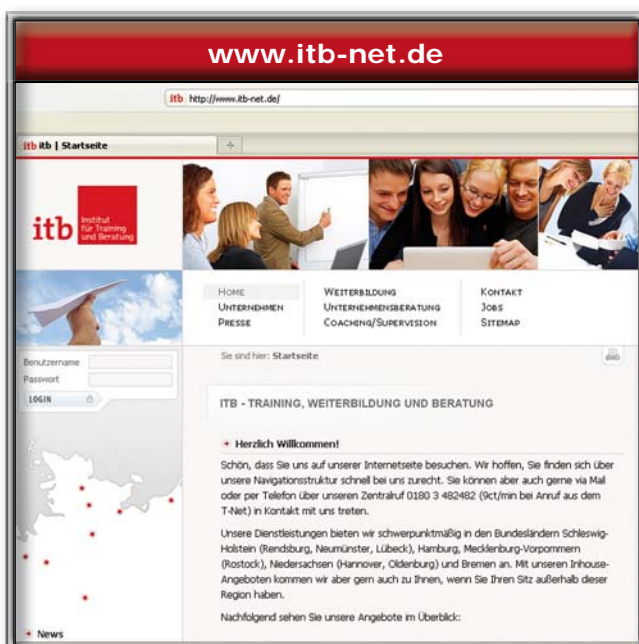 www.itb-net.de
itb http://www.itb-net.de/
itb itb | Startseite
itb Institut
für Training
und Beratung
HOME WEITERBILDUNG KONTAKT
UNTERNEHMEN UNTERNEHMENSBERATUNG JOBS
PRESSE COACHING/SUPERVISION SITEMAP
Sie sind hier: Startseite
Benutzername
Passwort
LOGIN
ITB - TRAINING, WEITERBILDUNG UND BERATUNG
Herzlich Willkommen!
Schön, dass Sie uns auf unserer Internetseite besuchen. Wir hoffen, Sie finden sich über
unsere Navigationsstruktur schnell bei uns zurecht. Sie können aber auch gerne via Mail
oder per Telefon über unseren Zentralruf 0180 3 482482 (9ct/min bei Anruf aus dem
T-Net) in Kontakt mit uns treten.
Unsere Dienstleistungen bieten wir schwerpunktmäßig in den Bundesländern Schleswig-
Holstein (Rendsburg, Neumünster, Lübeck), Hamburg, Mecklenburg-Vorpommern
(Rostock), Niedersachsen (Hannover, Oldenburg) und Bremen an. Mit unseren Inhouse-
Angeboten kommen wir aber gern auch zu Ihnen, wenn Sie Ihren Sitz außerhalb dieser
Region haben.
Nachfolgend sehen Sie unsere Angebote im Überblick:
News